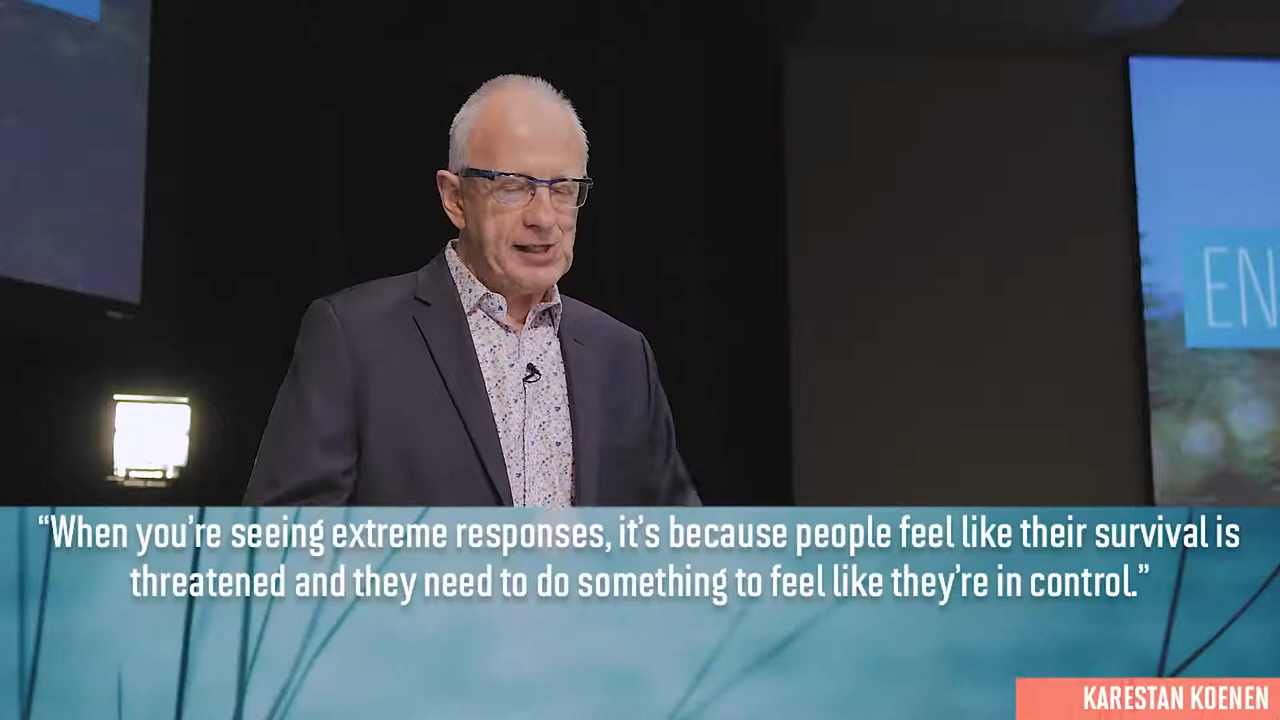 EN
“When you’re seeing extreme responses, it’s because people feel like their survival is
threatened and they need to do something to feel like they’re in control.”
KARESTAN KOENEN